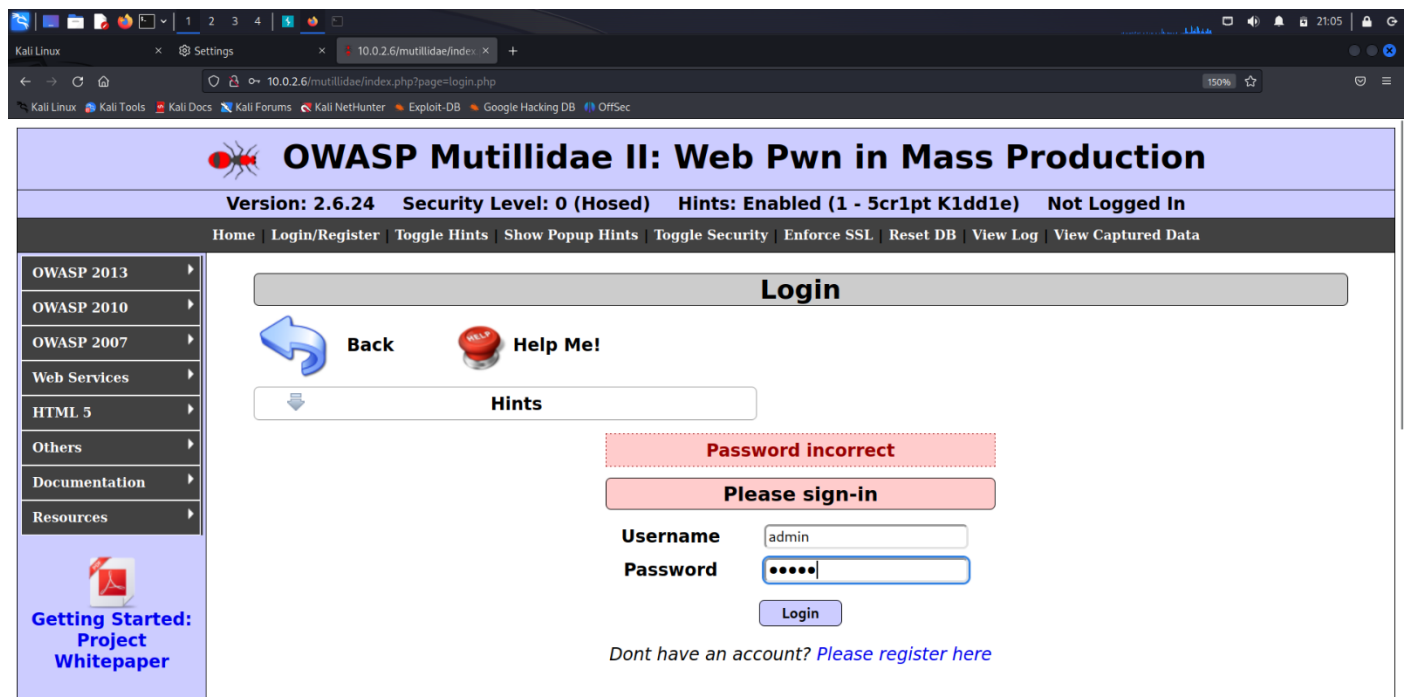 1 2 3 4 21:05
Kali Linux × Settings × 10.0.2.6/mutillidae/index × +
10.0.2.6/mutillidae/index.php?page=login.php 150%
Kali Linux Kali Tools Kali Docs Kali Forums Kali NetHunter Exploit-DB Google Hacking DB OffSec
OWASP Mutillidae II: Web Pwn in Mass Production
Version: 2.6.24 Security Level: 0 (Hosed) Hints: Enabled (1 - 5cr1pt K1dd1e) Not Logged In
Home | Login/Register | Toggle Hints | Show Popup Hints | Toggle Security | Enforce SSL | Reset DB | View Log | View Captured Data
OWASP 2013
OWASP 2010
OWASP 2007
Web Services
HTML 5
Others
Documentation
Resources
Getting Started:
Project
Whitepaper
Login
Back HELP Help Me!
Hints
Password incorrect
Please sign-in
Username admin
Password •••••
Login
Dont have an account? Please register here